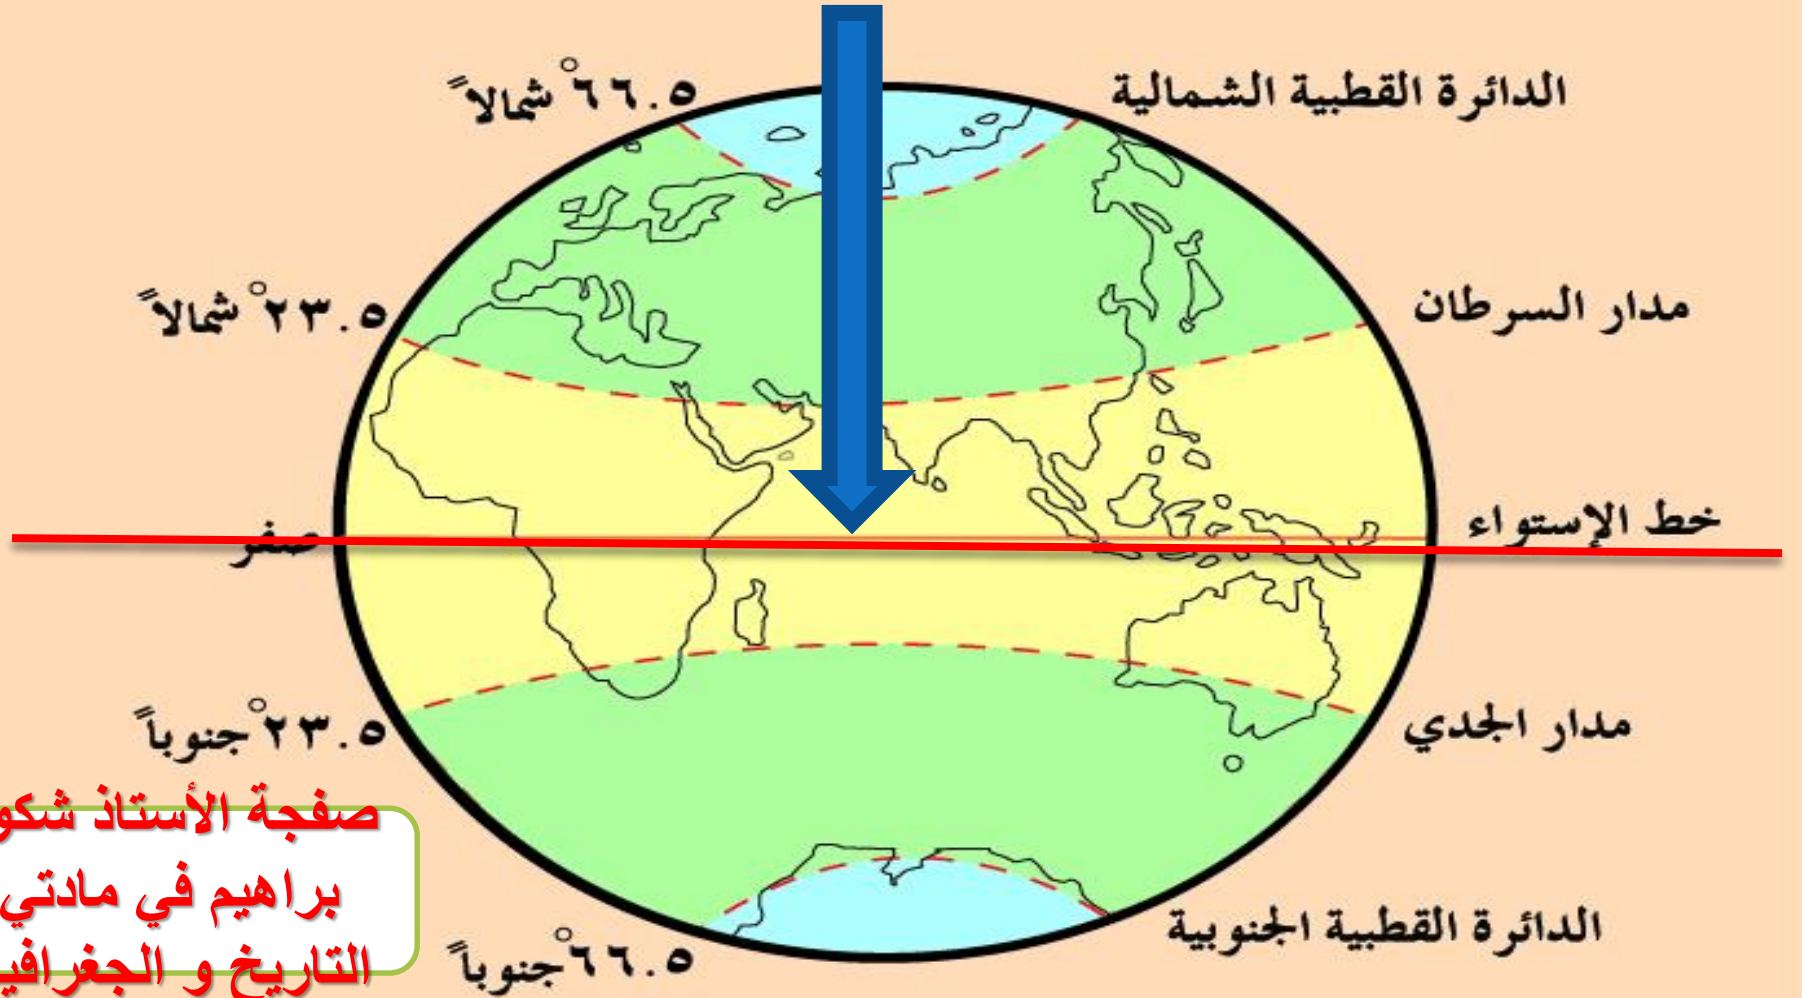 الدائرة القطبية الشمالية
٦٦.٥° شمالاً
مدار السرطان
٢٣.٥° شمالاً
خط الإستواء
صفر
مدار الجدي
٢٣.٥° جنوباً
الدائرة القطبية الجنوبية
٦٦.٥° جنوباً
صفجة الأستاذ شكو
براهيم في مادتي
التاريخ و الجغرافي